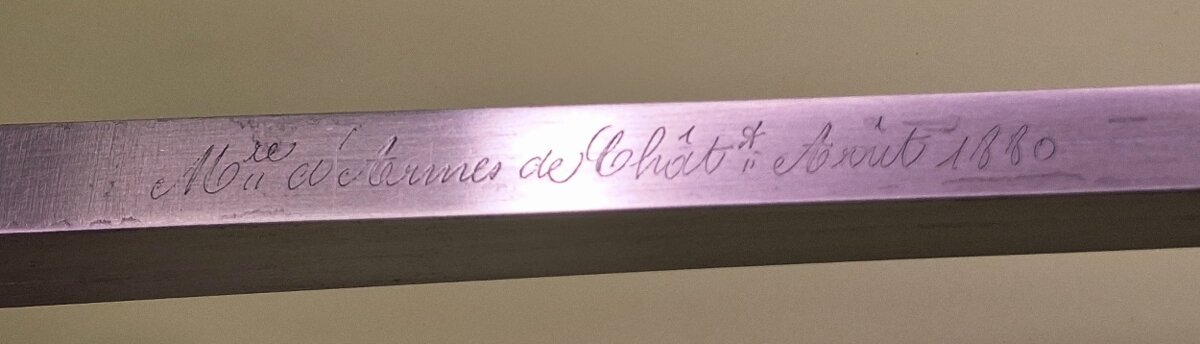 Mre d'Armes de Chât.t Août 1880